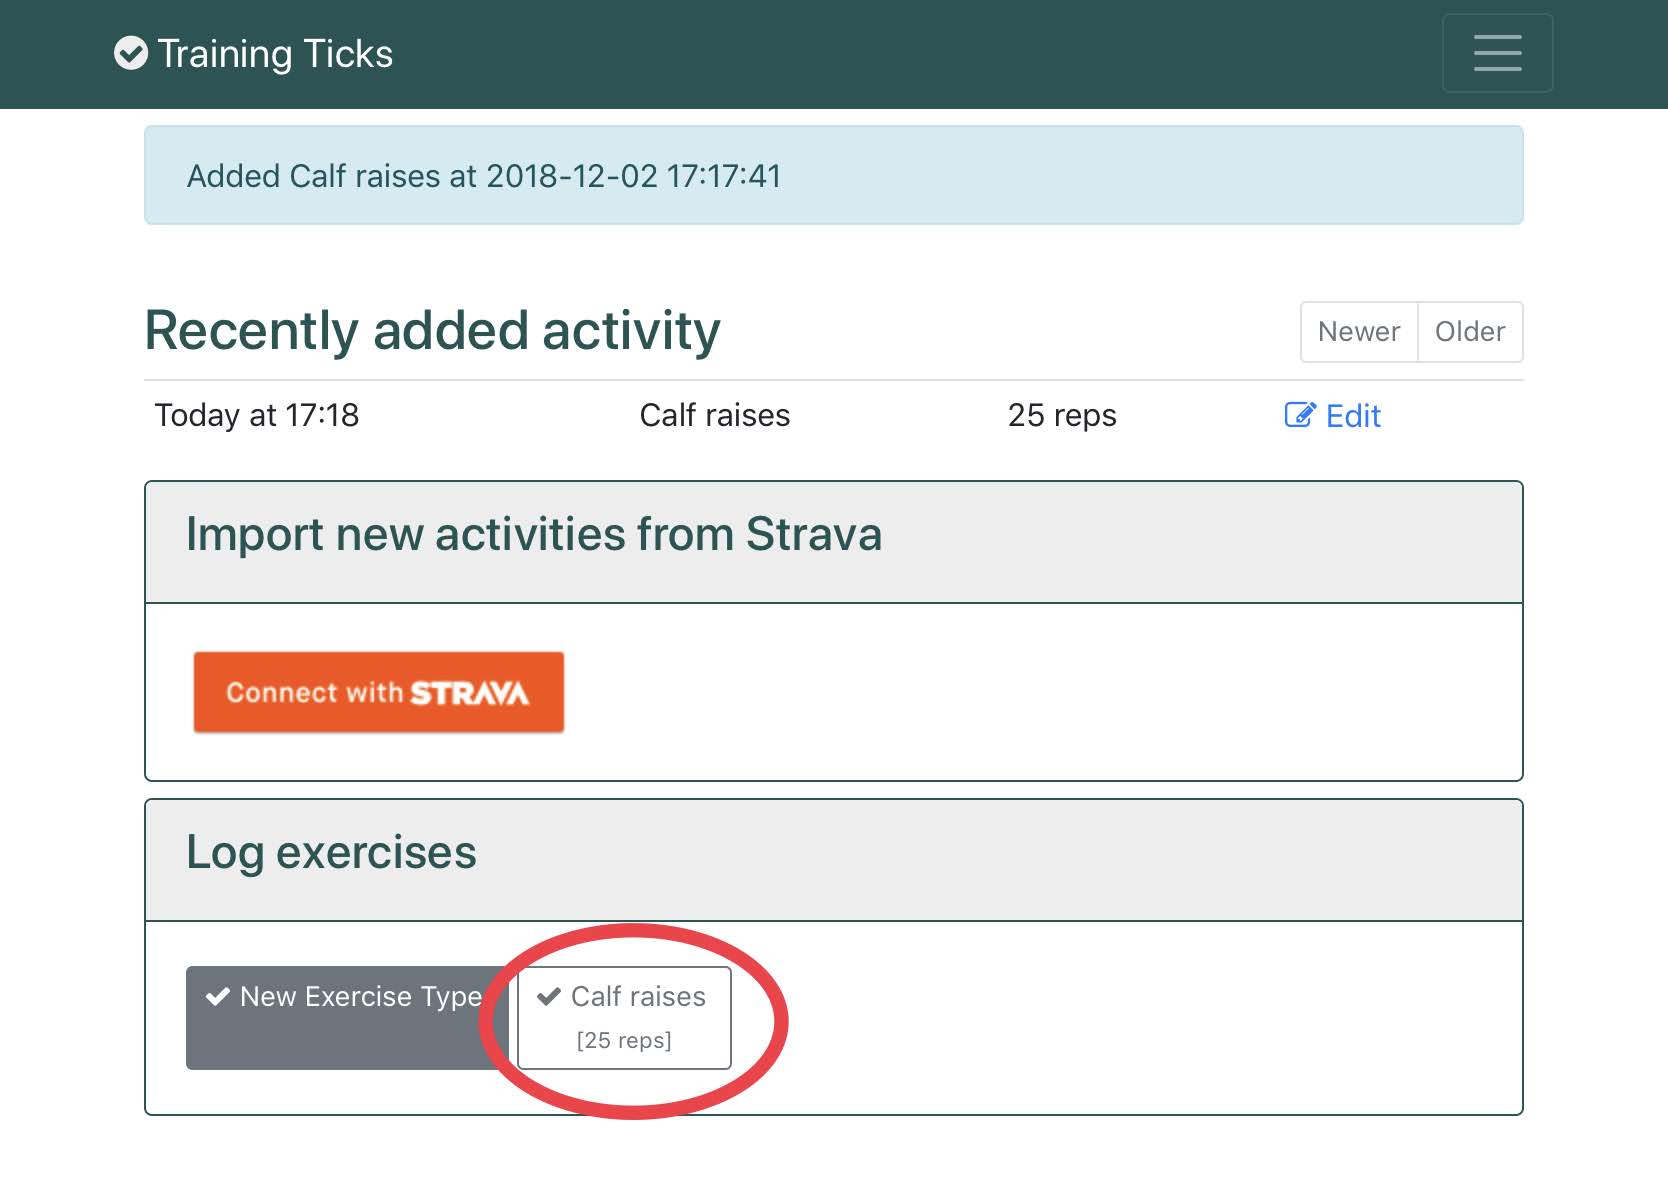 Training Ticks
Added Calf raises at 2018-12-02 17:17:41
Recently added activity
Newer Older
Today at 17:18 Calf raises 25 reps Edit
Import new activities from Strava
Connect with STRAVA
Log exercises
New Exercise Type Calf raises
[25 reps]